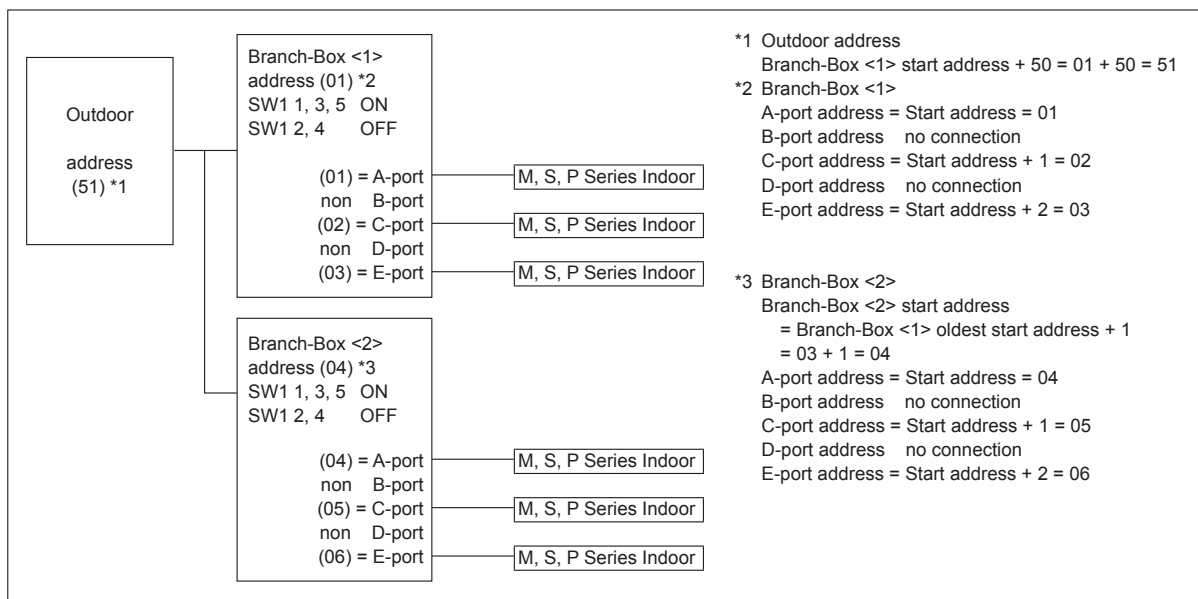 Outdoor
address
(51) *1
Branch-Box <1>
address (01) *2
SW1 1, 3, 5 ON
SW1 2, 4 OFF
(01) = A-port
non B-port
(02) = C-port
non D-port
(03) = E-port
M, S, P Series Indoor
M, S, P Series Indoor
M, S, P Series Indoor
Branch-Box <2>
address (04) *3
SW1 1, 3, 5 ON
SW1 2, 4 OFF
(04) = A-port
non B-port
(05) = C-port
non D-port
(06) = E-port
M, S, P Series Indoor
M, S, P Series Indoor
M, S, P Series Indoor
*1 Outdoor address
Branch-Box <1> start address + 50 = 01 + 50 = 51
*2 Branch-Box <1>
A-port address = Start address = 01
B-port address no connection
C-port address = Start address + 1 = 02
D-port address no connection
E-port address = Start address + 2 = 03
*3 Branch-Box <2>
Branch-Box <2> start address
= Branch-Box <1> oldest start address + 1
= 03 + 1 = 04
A-port address = Start address = 04
B-port address no connection
C-port address = Start address + 1 = 05
D-port address no connection
E-port address = Start address + 2 = 06